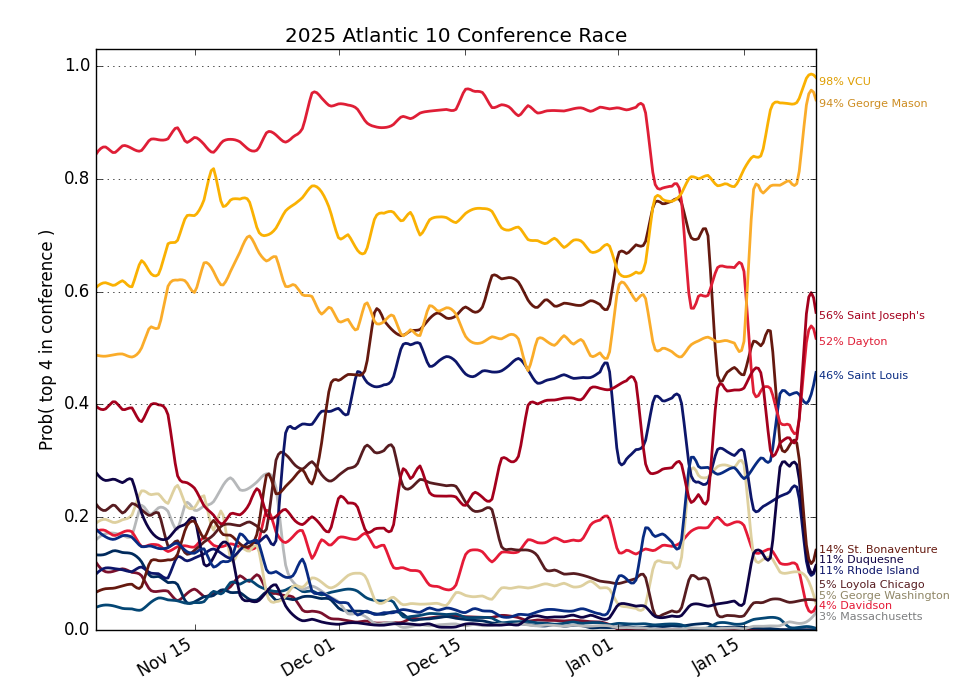 2025 Atlantic 10 Conference Race
1.0
98% VCU
94% George Mason
0.8
0.6
56% Saint Joseph's
52% Dayton
46% Saint Louis
0.4
0.2
14% St. Bonaventure
11% Duquesne
11% Rhode Island
5% Loyola Chicago
5% George Washington
4% Davidson
3% Massachusetts
0.0
Prob( top 4 in conference )
Nov 15
Dec 01
Dec 15
Jan 01
Jan 15